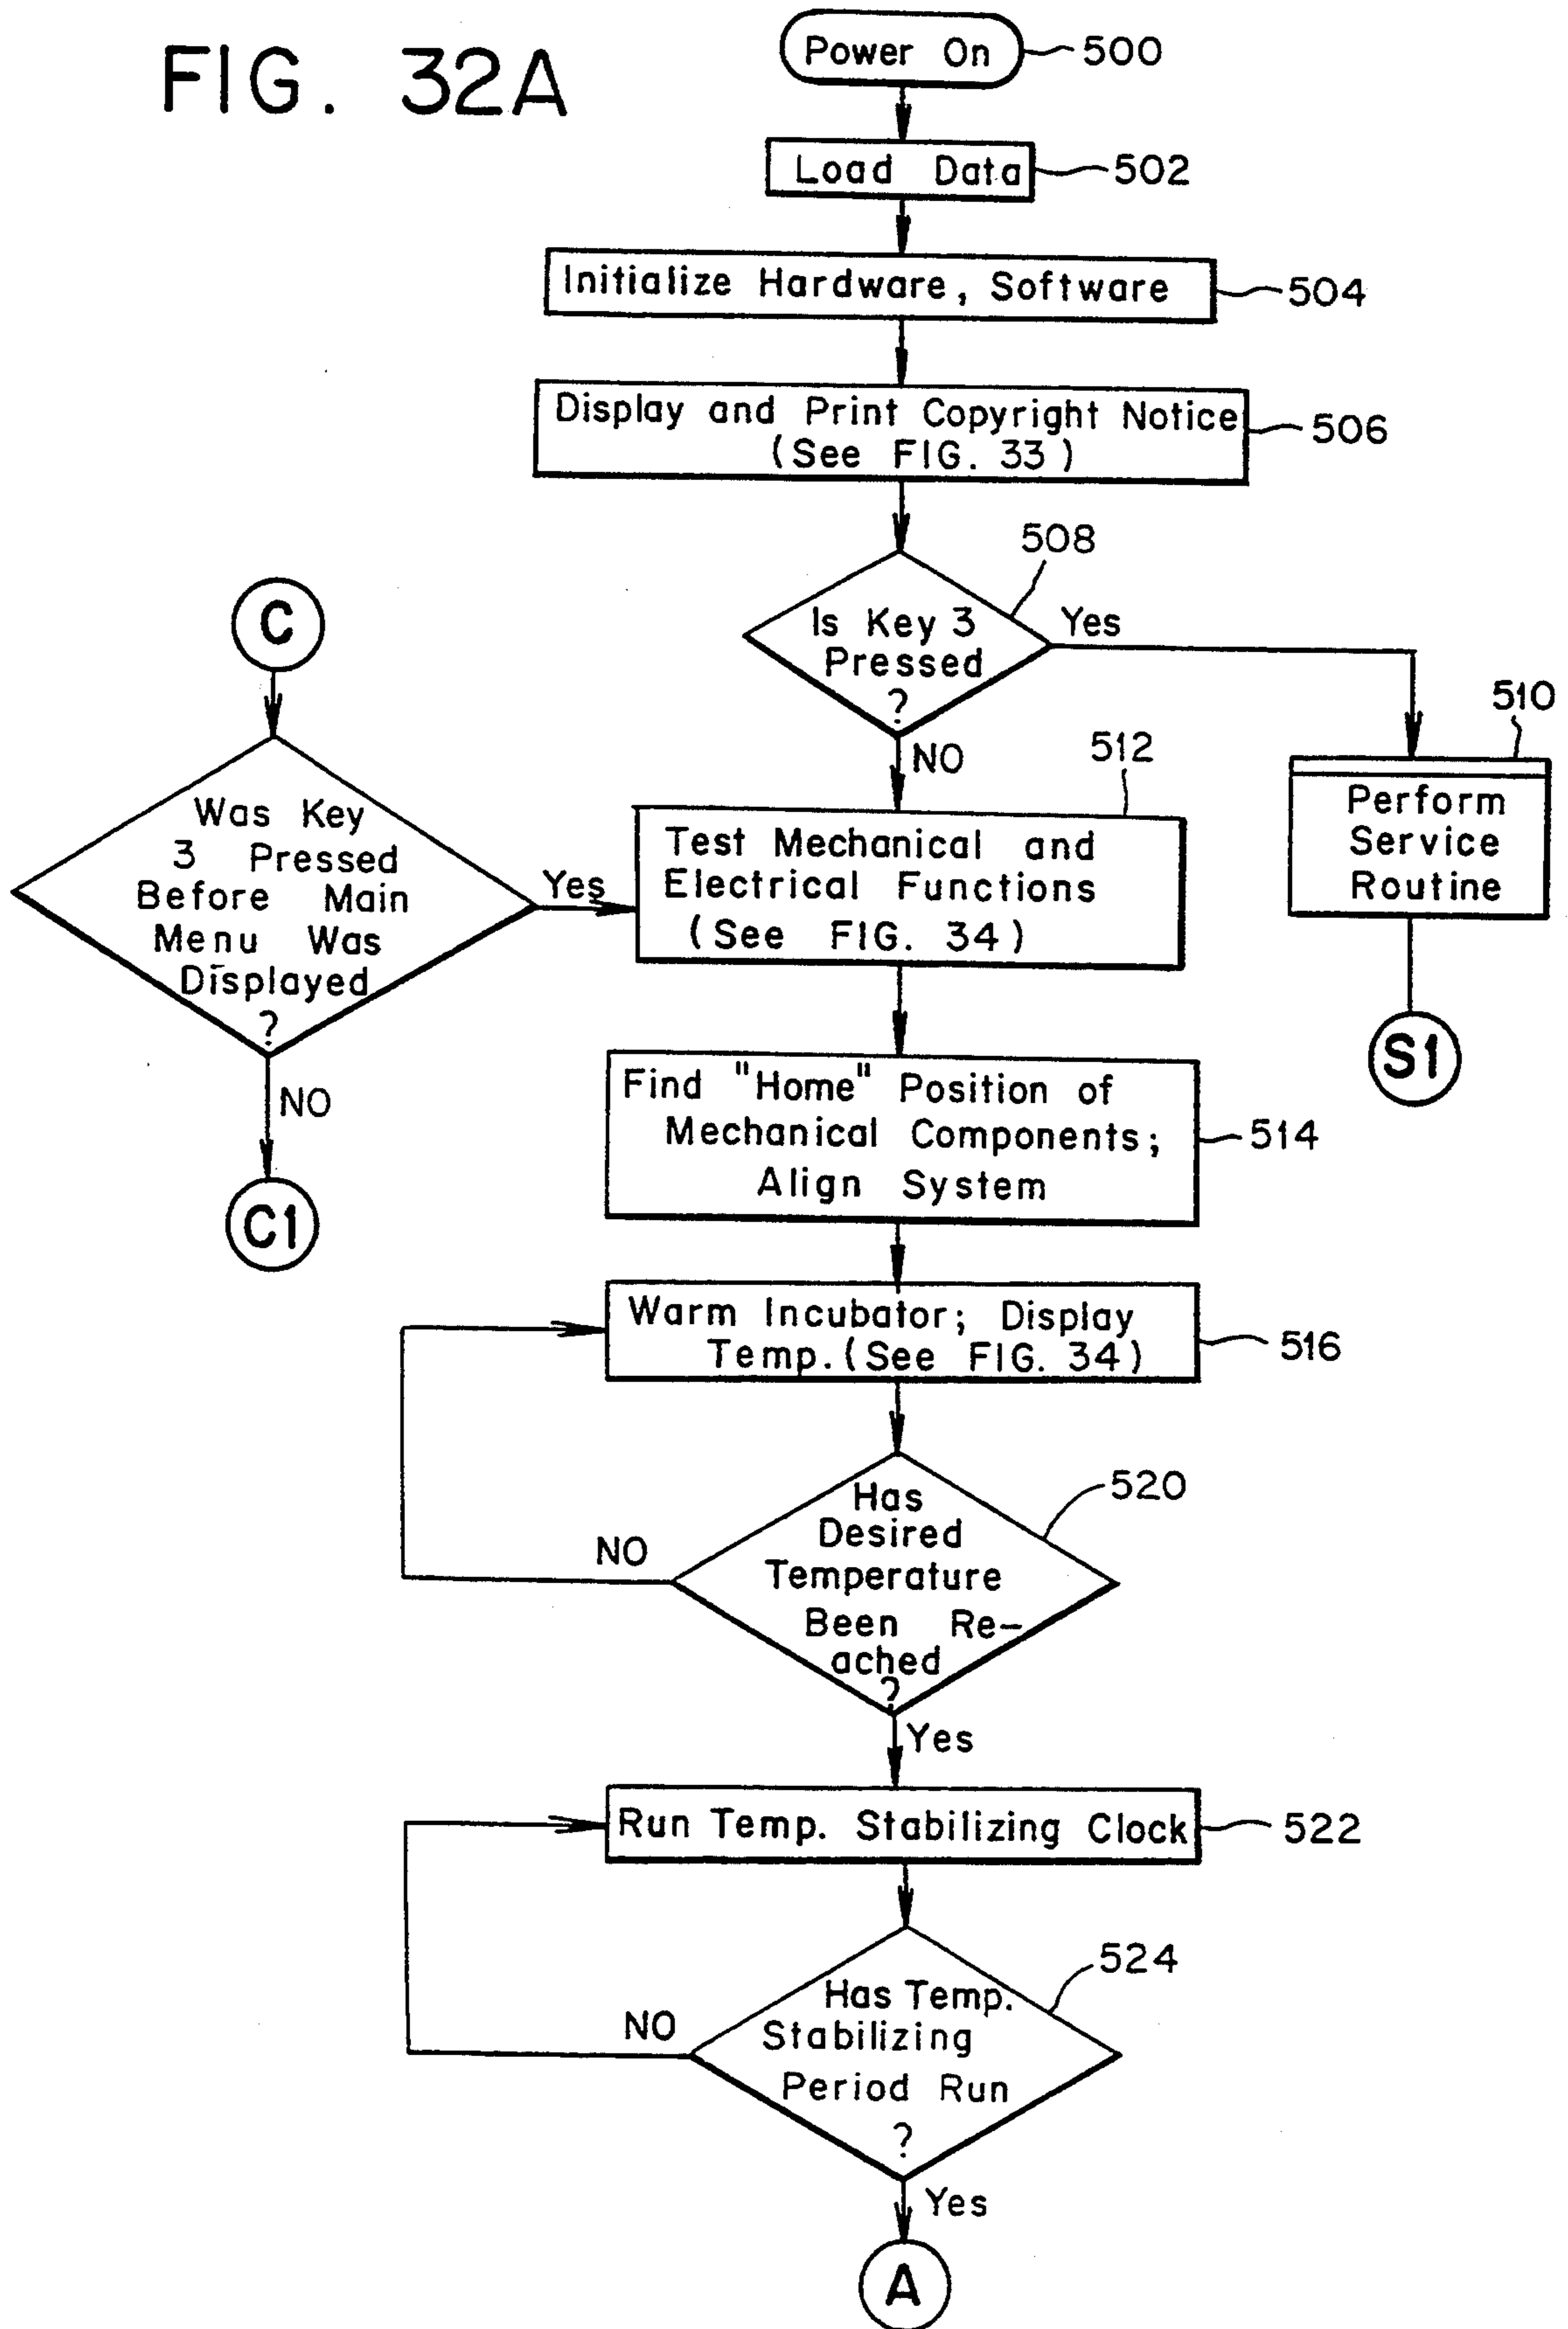 FIG. 32A
Power On
500
Load Data
502
Initialize Hardware, Software
504
Display and Print Copyright Notice
(See FIG. 33)
506
508
Is Key 3
Pressed
?
Yes
NO
510
Perform
Service
Routine
S1
C
Was Key
3 Pressed
Before Main
Menu Was
Displayed
?
Yes
NO
C1
512
Test Mechanical and
Electrical Functions
(See FIG. 34)
Find "Home" Position of
Mechanical Components;
Align System
514
Warm Incubator; Display
Temp. (See FIG. 34)
516
520
Has
Desired
Temperature
Been Re-
ached
?
NO
Yes
Run Temp. Stabilizing Clock
522
524
Has Temp.
Stabilizing
Period Run
?
NO
Yes
A